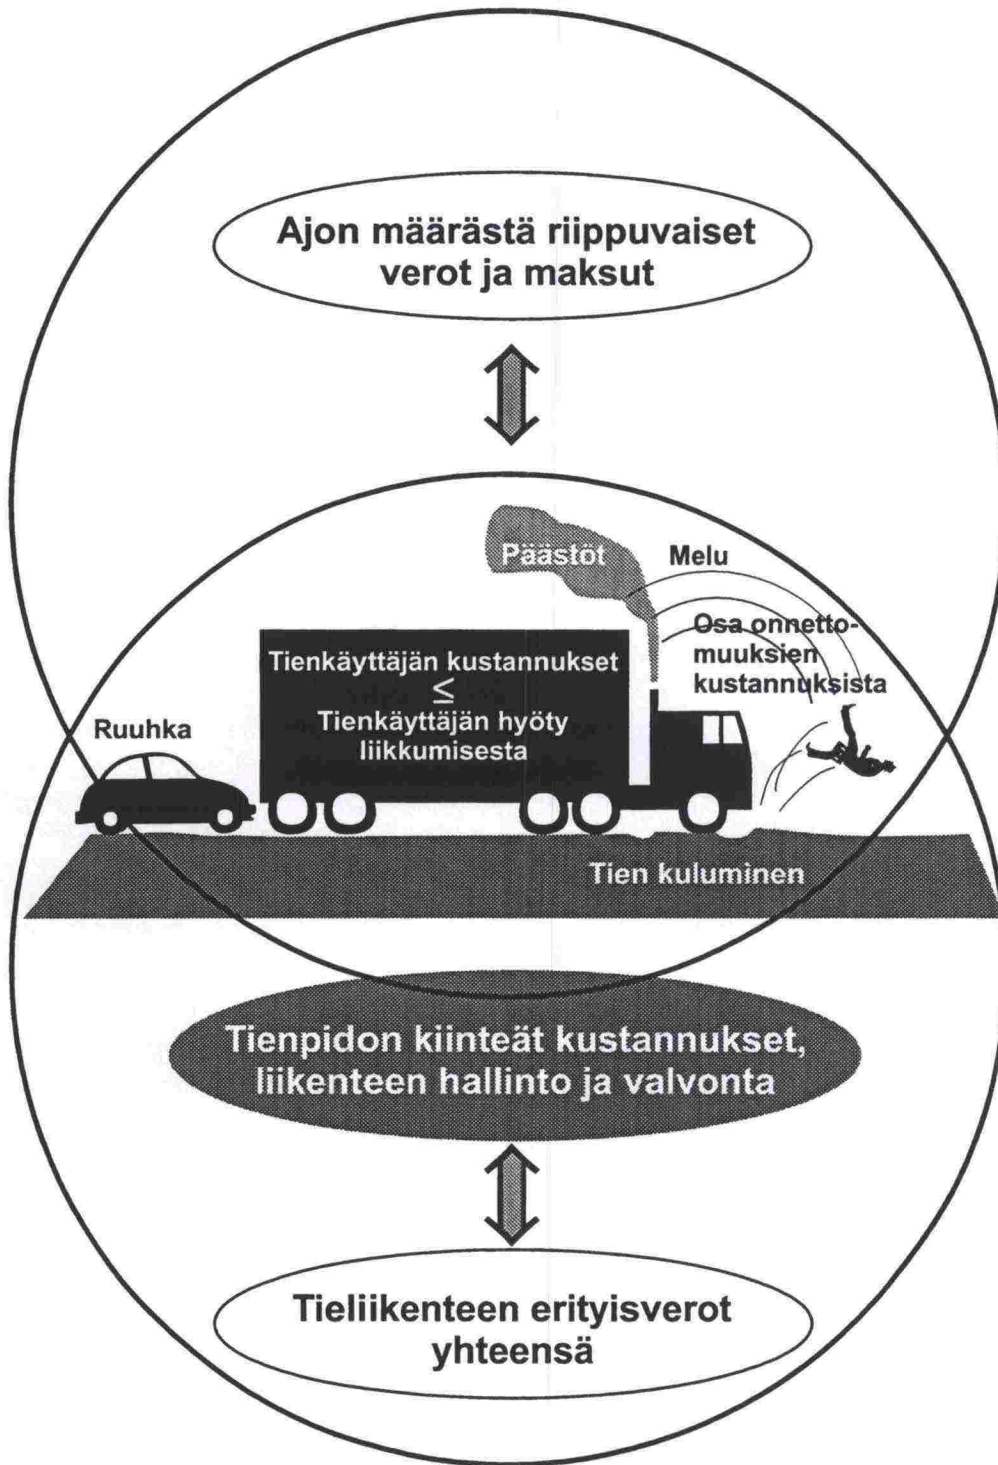 Ajon määrästä riippuvaiset
verot ja maksut
Päästöt
Melu
Osa onnetto-
muuksien
kustannuksista
Tienkäyttäjän kustannukset
≤
Tienkäyttäjän hyöty
liikkumisesta
Ruuhka
Tien kuluminen
Tienpidon kiinteät kustannukset,
liikenteen hallinto ja valvonta
Tieliikenteen erityisverot
yhteensä